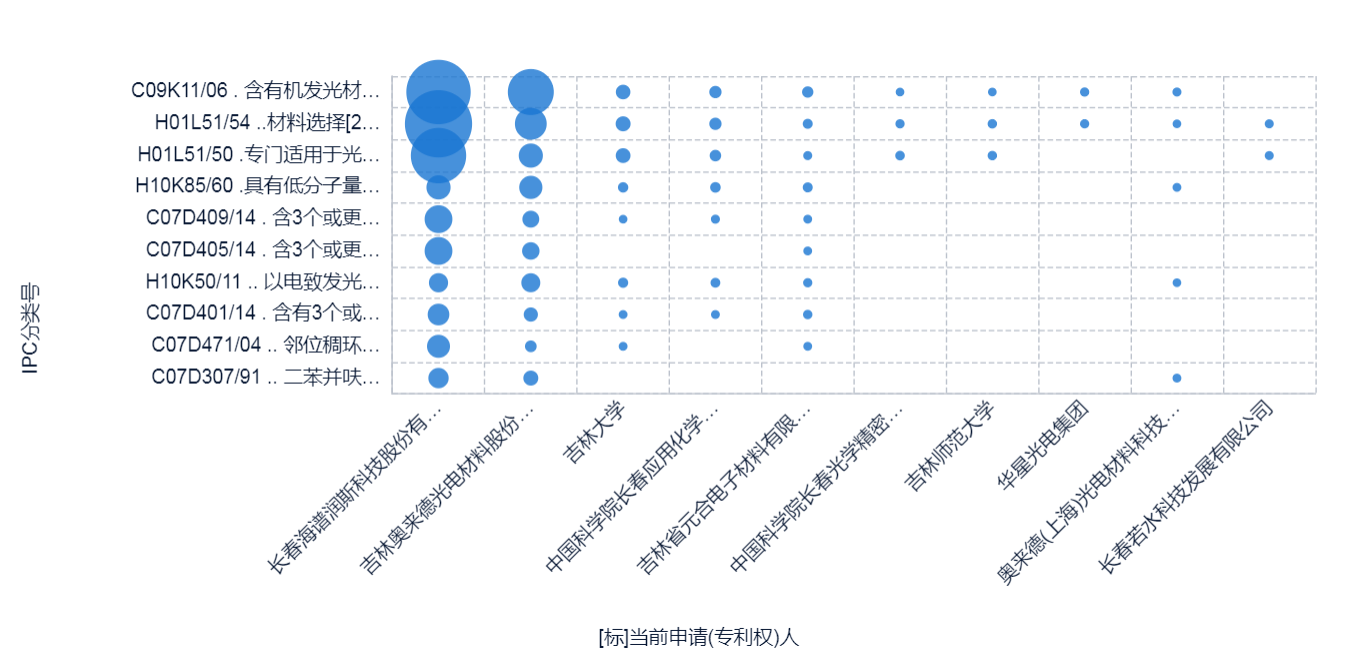 C09K11/06 . 含有机发光材…
H01L51/54 ..材料选择[2…
H01L51/50 .专门适用于光…
H10K85/60 .具有低分子量…
C07D409/14 . 含3个或更…
C07D405/14 . 含3个或更…
H10K50/11 .. 以电致发光…
C07D401/14 . 含有3个或…
C07D471/04 .. 邻位稠环…
C07D307/91 .. 二苯并呋…
IPC分类号
长春海谱润斯科技股份有…
吉林奥来德光电材料股份…
吉林大学
中国科学院长春应用化学…
吉林省元合电子材料有限…
中国科学院长春光学精密…
吉林师范大学
华星光电集团
奥来德(上海)光电材料科技…
长春若水科技发展有限公司
[标]当前申请(专利权)人